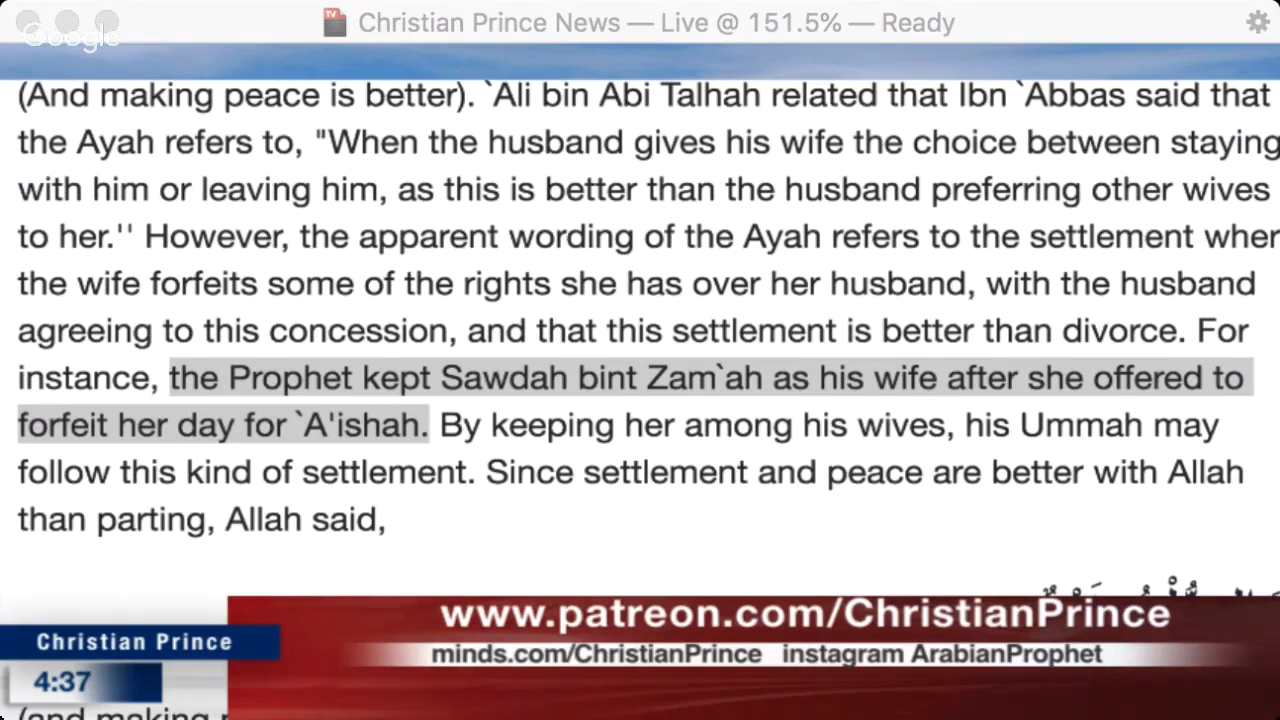 Christian Prince News — Live @ 151.5% — Ready
Google
(And making peace is better). `Ali bin Abi Talhah related that Ibn `Abbas said that
the Ayah refers to, "When the husband gives his wife the choice between staying
with him or leaving him, as this is better than the husband preferring other wives
to her.'' However, the apparent wording of the Ayah refers to the settlement wher
the wife forfeits some of the rights she has over her husband, with the husband
agreeing to this concession, and that this settlement is better than divorce. For
instance, the Prophet kept Sawdah bint Zam`ah as his wife after she offered to
forfeit her day for `A'ishah. By keeping her among his wives, his Ummah may
follow this kind of settlement. Since settlement and peace are better with Allah
than parting, Allah said,
www.patreon.com/ChristianPrince
Christian Prince
minds.com/ChristianPrince instagram ArabianProphet
4:37
(and making